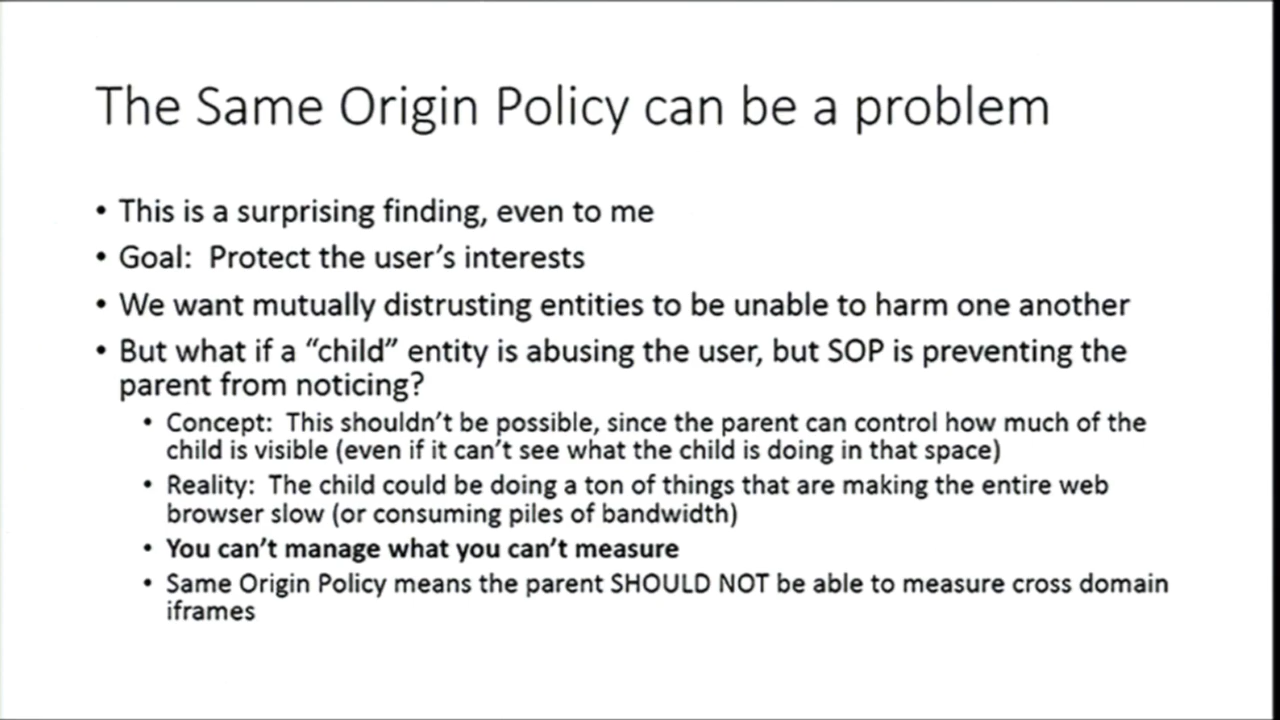 The Same Origin Policy can be a problem
• This is a surprising finding, even to me
• Goal:  Protect the user’s interests
• We want mutually distrusting entities to be unable to harm one another
• But what if a “child” entity is abusing the user, but SOP is preventing the
parent from noticing?
• Concept:  This shouldn’t be possible, since the parent can control how much of the
child is visible (even if it can’t see what the child is doing in that space)
• Reality:  The child could be doing a ton of things that are making the entire web
browser slow (or consuming piles of bandwidth)
• You can’t manage what you can’t measure
• Same Origin Policy means the parent SHOULD NOT be able to measure cross domain
iframes